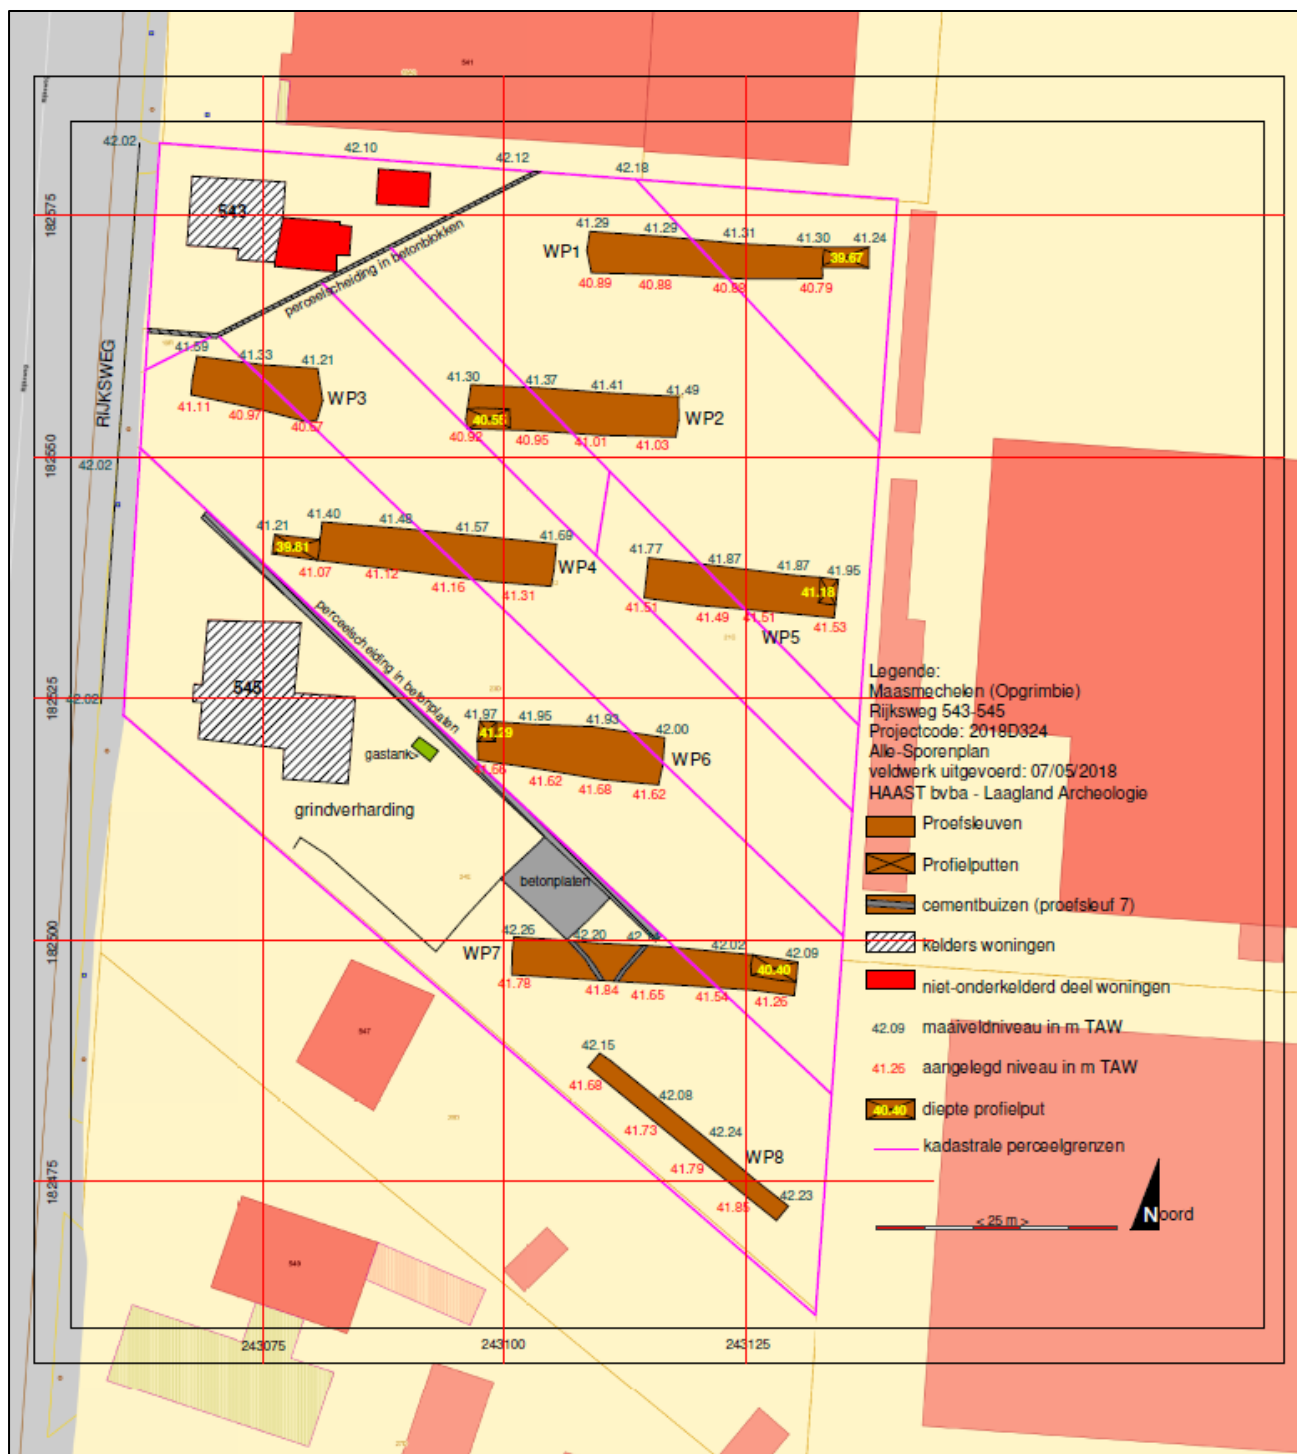 541
Rijksweg
42.02
42.10
42.12
42.18
182575
543
perceelscheiding in betonblokken
WP1
41.29
41.29
41.31
41.30
41.24
39.67
40.89
40.88
40.79
RIJKSWEG
41.59
41.33
41.21
WP3
41.11
40.97
41.30
41.37
41.41
41.49
WP2
40.92
40.95
41.01
41.03
182550
42.02
41.21
41.40
41.48
41.57
41.69
39.81
WP4
41.07
41.12
41.16
41.31
41.77
41.87
41.87
41.95
41.18
41.51
41.49
41.51
41.53
WP5
perceelscheiding in betonplaten
545
182525
42.02
41.97
41.95
41.93
42.00
41.29
WP6
41.66
41.62
41.68
41.62
gastank>
grindverharding
betonplaten
Legende:
Maasmechelen (Opgrimbie)
Rijksweg 543-545
Projectcode: 2018D324
Alle-Sporenplan
veldwerk uitgevoerd: 07/05/2018
HAAST bvba - Laagland Archeologie
Proefsleuven
Profielputten
cementbuizen (proefsleuf 7)
kelders woningen
niet-onderkelderd deel woningen
42.09 maaiveldniveau in m TAW
41.26 aangelegd niveau in m TAW
40.40 diepte profielput
kadastrale perceelgrenzen
182500
WP7
42.26
42.20
42.02
42.09
40.40
41.78
41.84
41.65
41.54
41.26
547
42.15
41.68
42.08
41.73
42.24
41.79
WP8
41.85
42.23
182475
< 25 m >
Noord
549
243075
243100
243125